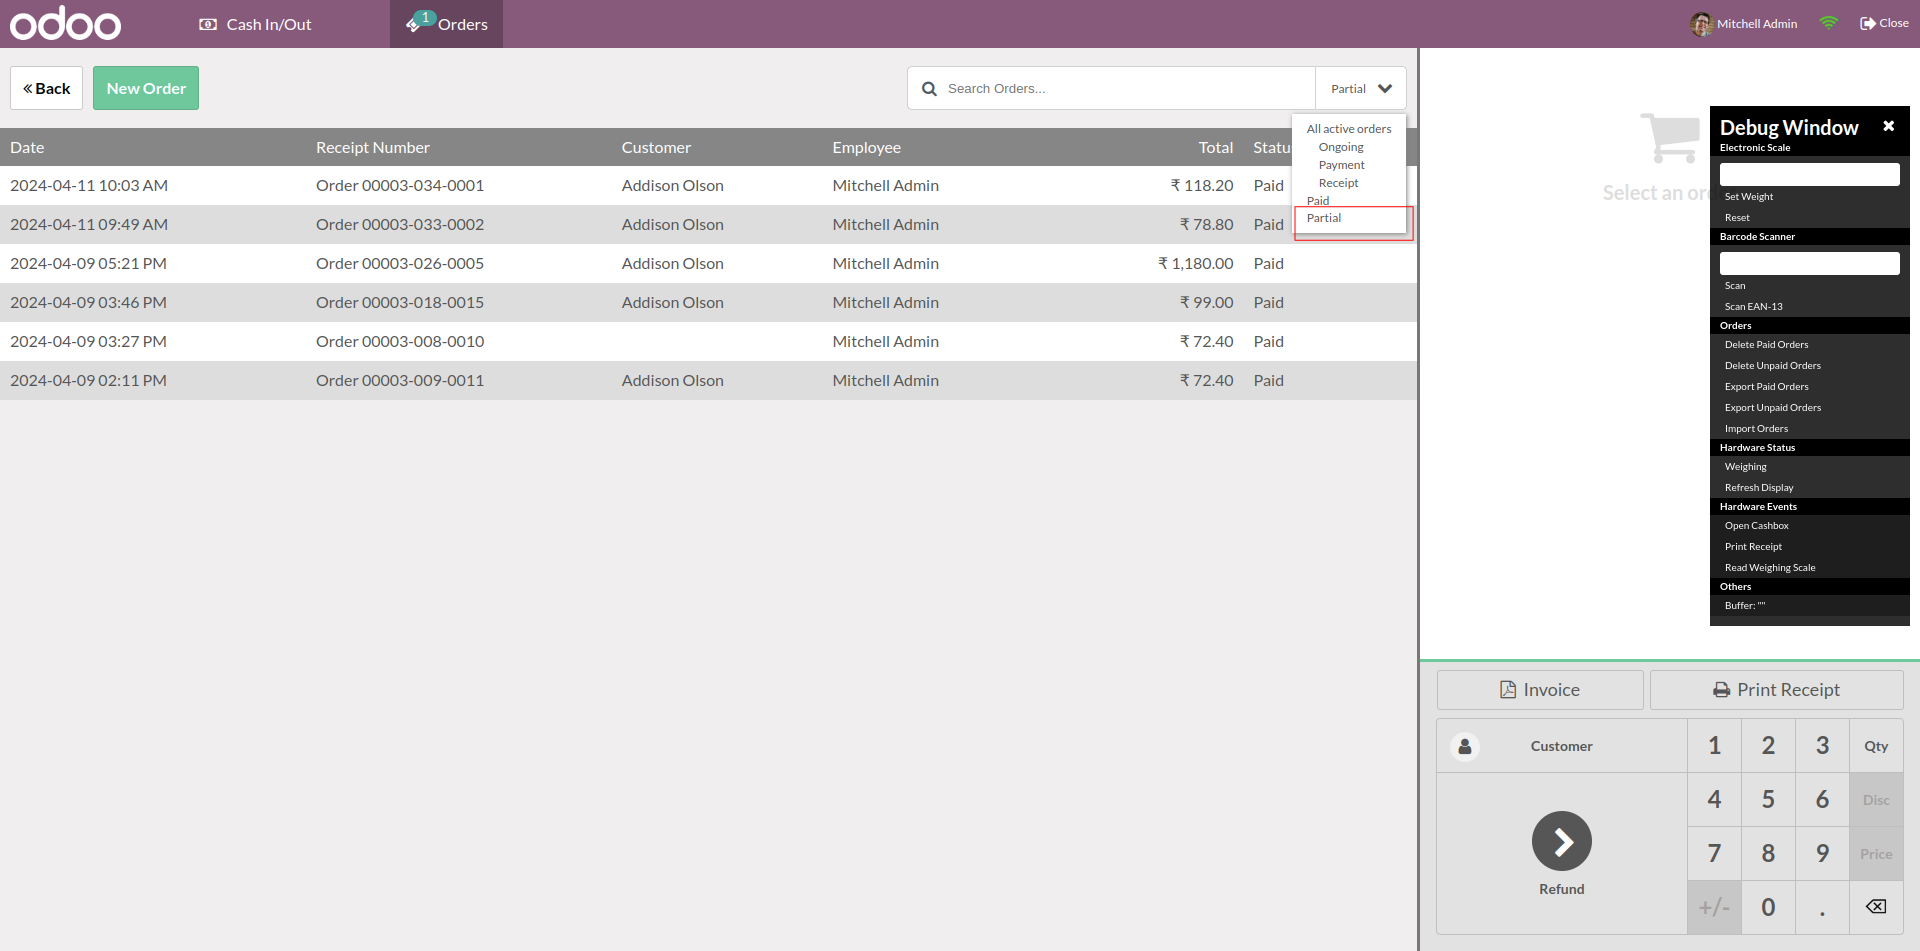 odoo
Cash In/Out
1
Orders
Mitchell Admin
Close
Back
New Order
Search Orders...
Partial
All active orders
Ongoing
Payment
Receipt
Paid
Partial
Date Receipt Number Customer Employee Total Statu
2024-04-11 10:03 AM Order 00003-034-0001 Addison Olson Mitchell Admin ₹ 118.20 Paid
2024-04-11 09:49 AM Order 00003-033-0002 Addison Olson Mitchell Admin ₹ 78.80 Paid
2024-04-09 05:21 PM Order 00003-026-0005 Addison Olson Mitchell Admin ₹ 1,180.00 Paid
2024-04-09 03:46 PM Order 00003-018-0015 Addison Olson Mitchell Admin ₹ 99.00 Paid
2024-04-09 03:27 PM Order 00003-008-0010 Mitchell Admin ₹ 72.40 Paid
2024-04-09 02:11 PM Order 00003-009-0011 Addison Olson Mitchell Admin ₹ 72.40 Paid
Select an ord
Debug Window
Electronic Scale
Set Weight
Reset
Barcode Scanner
Scan
Scan EAN-13
Orders
Delete Paid Orders
Delete Unpaid Orders
Export Paid Orders
Export Unpaid Orders
Import Orders
Hardware Status
Weighing
Refresh Display
Hardware Events
Open Cashbox
Print Receipt
Read Weighing Scale
Others
Buffer: ""
Invoice
Print Receipt
Customer
1 2 3 Qty
4 5 6 Disc
7 8 9 Price
Refund
+/- 0 .